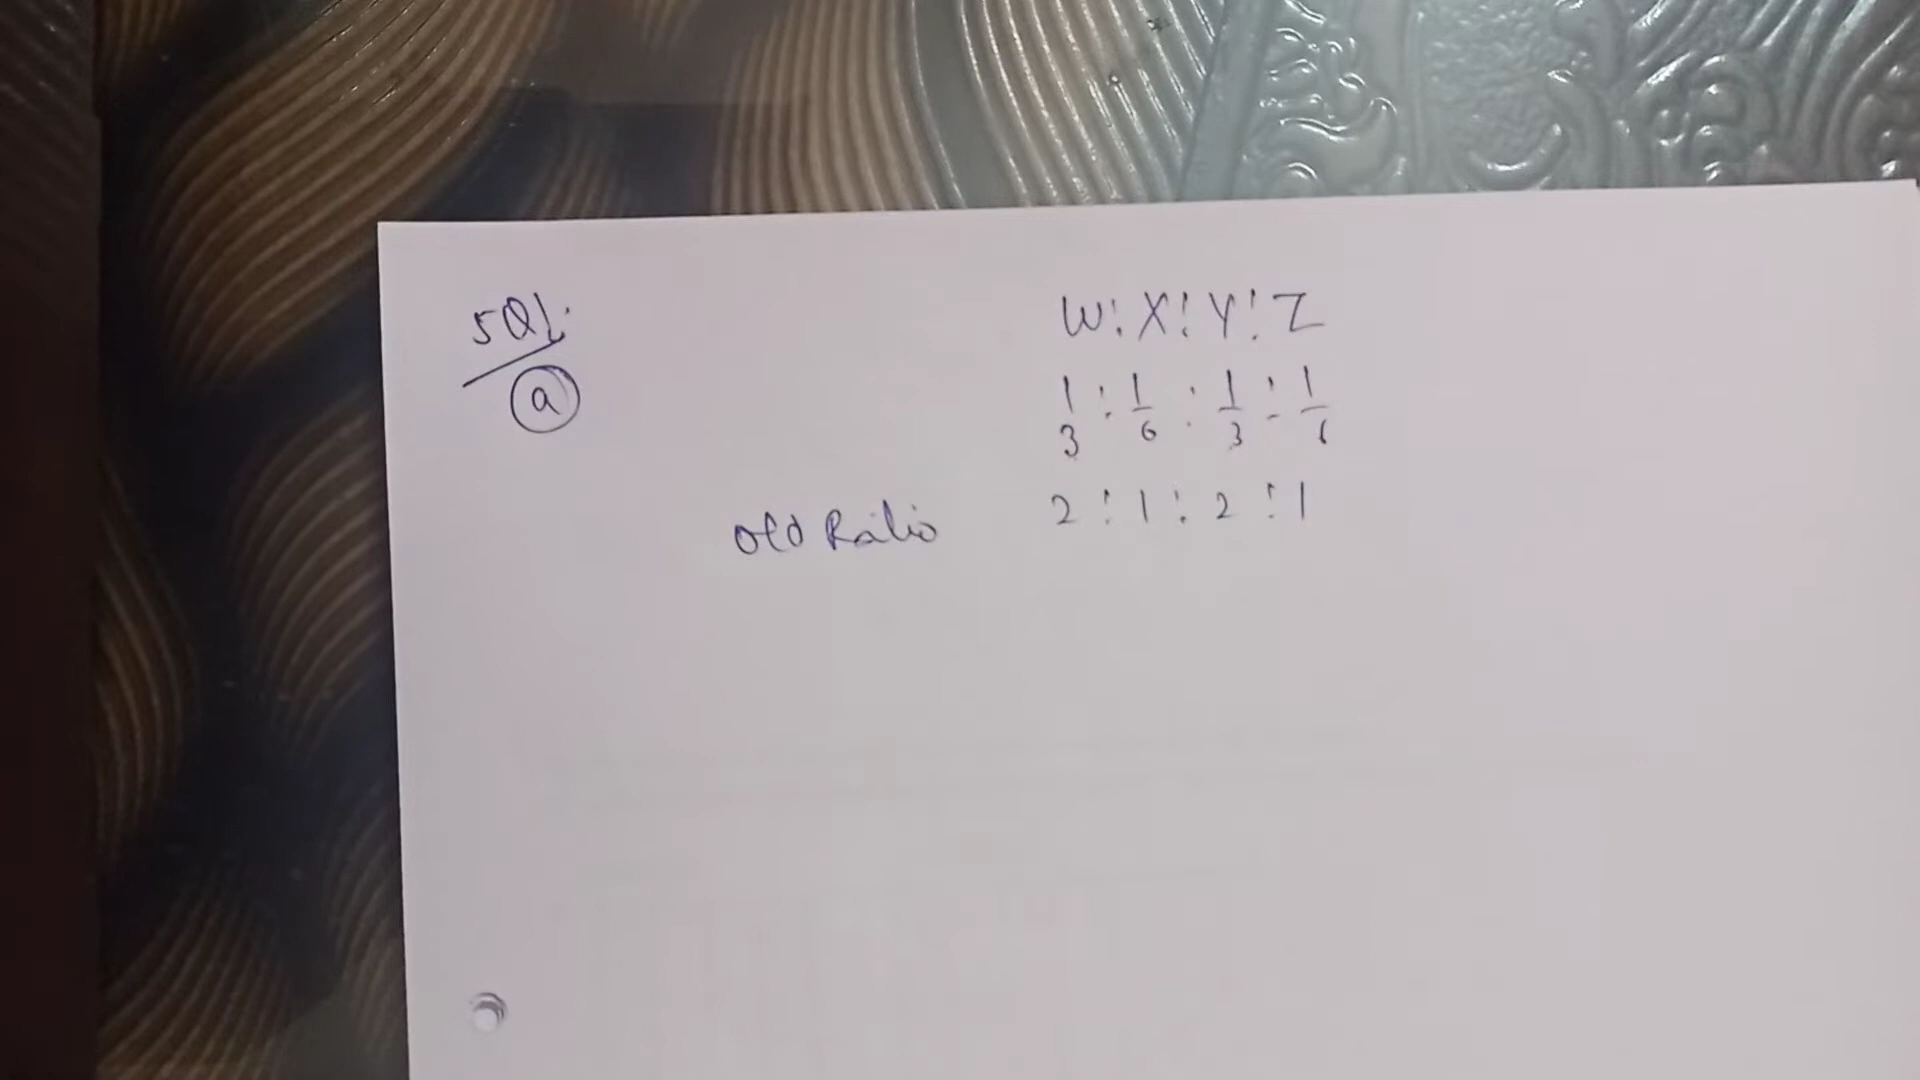 5Q1.
a
W : X : Y : Z
1/3 : 1/6 : 1/3 : 1/6
Old Ratio 2 : 1 : 2 : 1